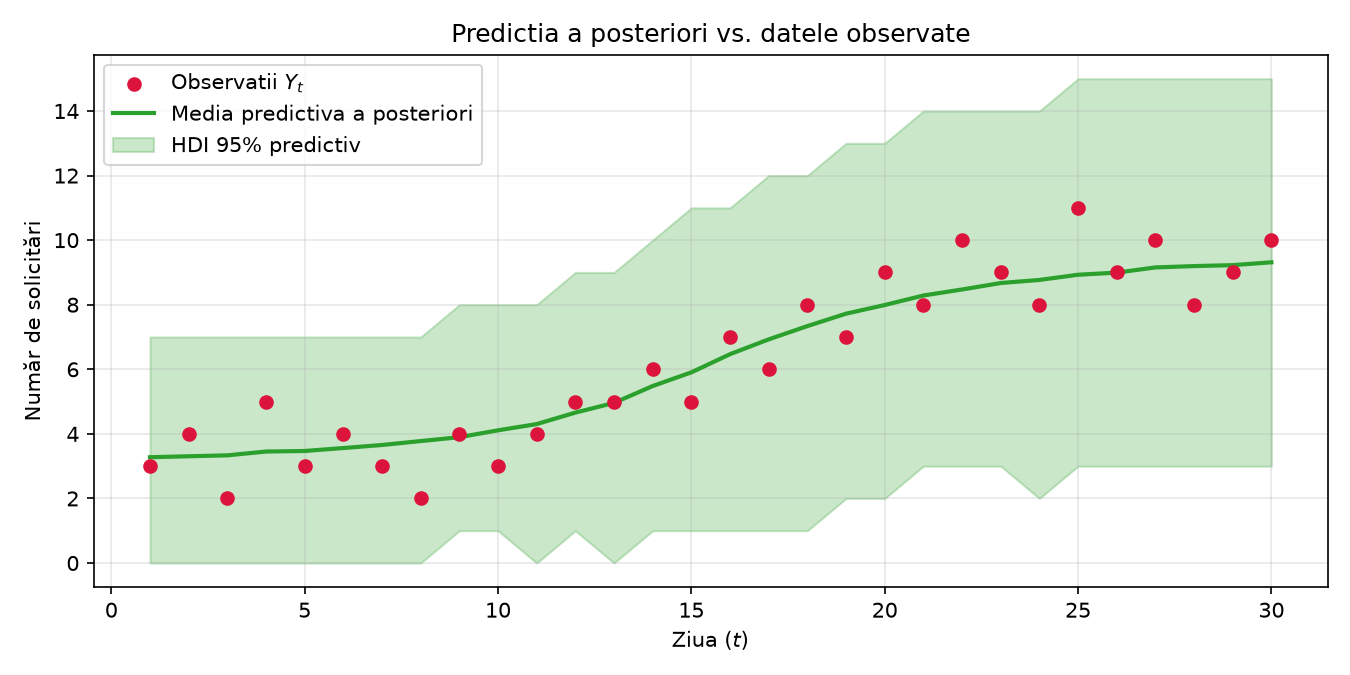 Predictia a posteriori vs. datele observate
Observatii Y_t
Media predictiva a posteriori
HDI 95% predictiv
Număr de solicitări
14
12
10
8
6
4
2
0
0 5 10 15 20 25 30
Ziua (t)